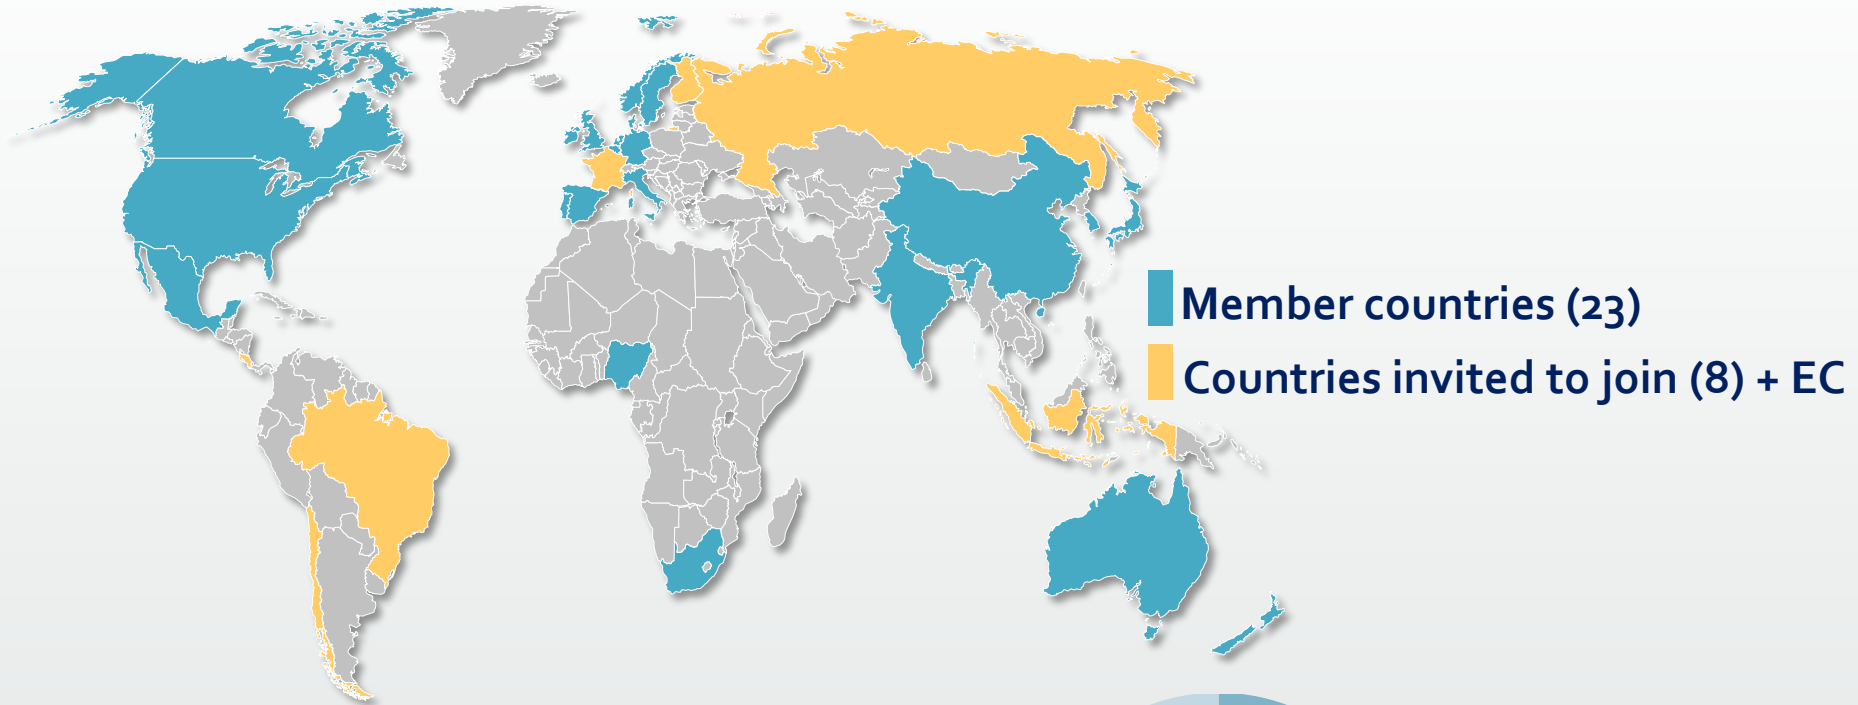 Member countries (23)
Countries invited to join (8) + EC